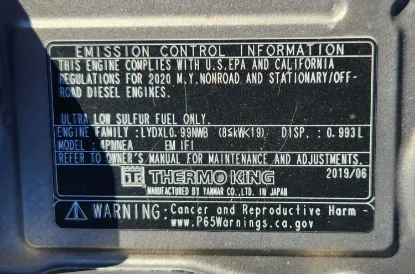 EMISSION CONTROL INFORMATION
THIS ENGINE COMPLIES WITH U.S.EPA AND CALIFORNIA
REGULATIONS FOR 2020 M.Y.NONROAD AND STATIONARY/OFF-
ROAD DIESEL ENGINES.
ULTRA LOW SULFUR FUEL ONLY.
ENGINE FAMILY :LYDXL0.99NWB (8≤kW<19) DISP.: 0.993L
MODEL : 4PNNEA EM IFI
REFER TO OWNER'S MANUAL FOR MAINTENANCE AND ADJUSTMENT.
THERMO KING 2019/06
MANUFACTURED BY YANMAR CO.,LTD. IN JAPAN
WARNING: Cancer and Reproductive Harm -
www.P65Warnings.ca.gov